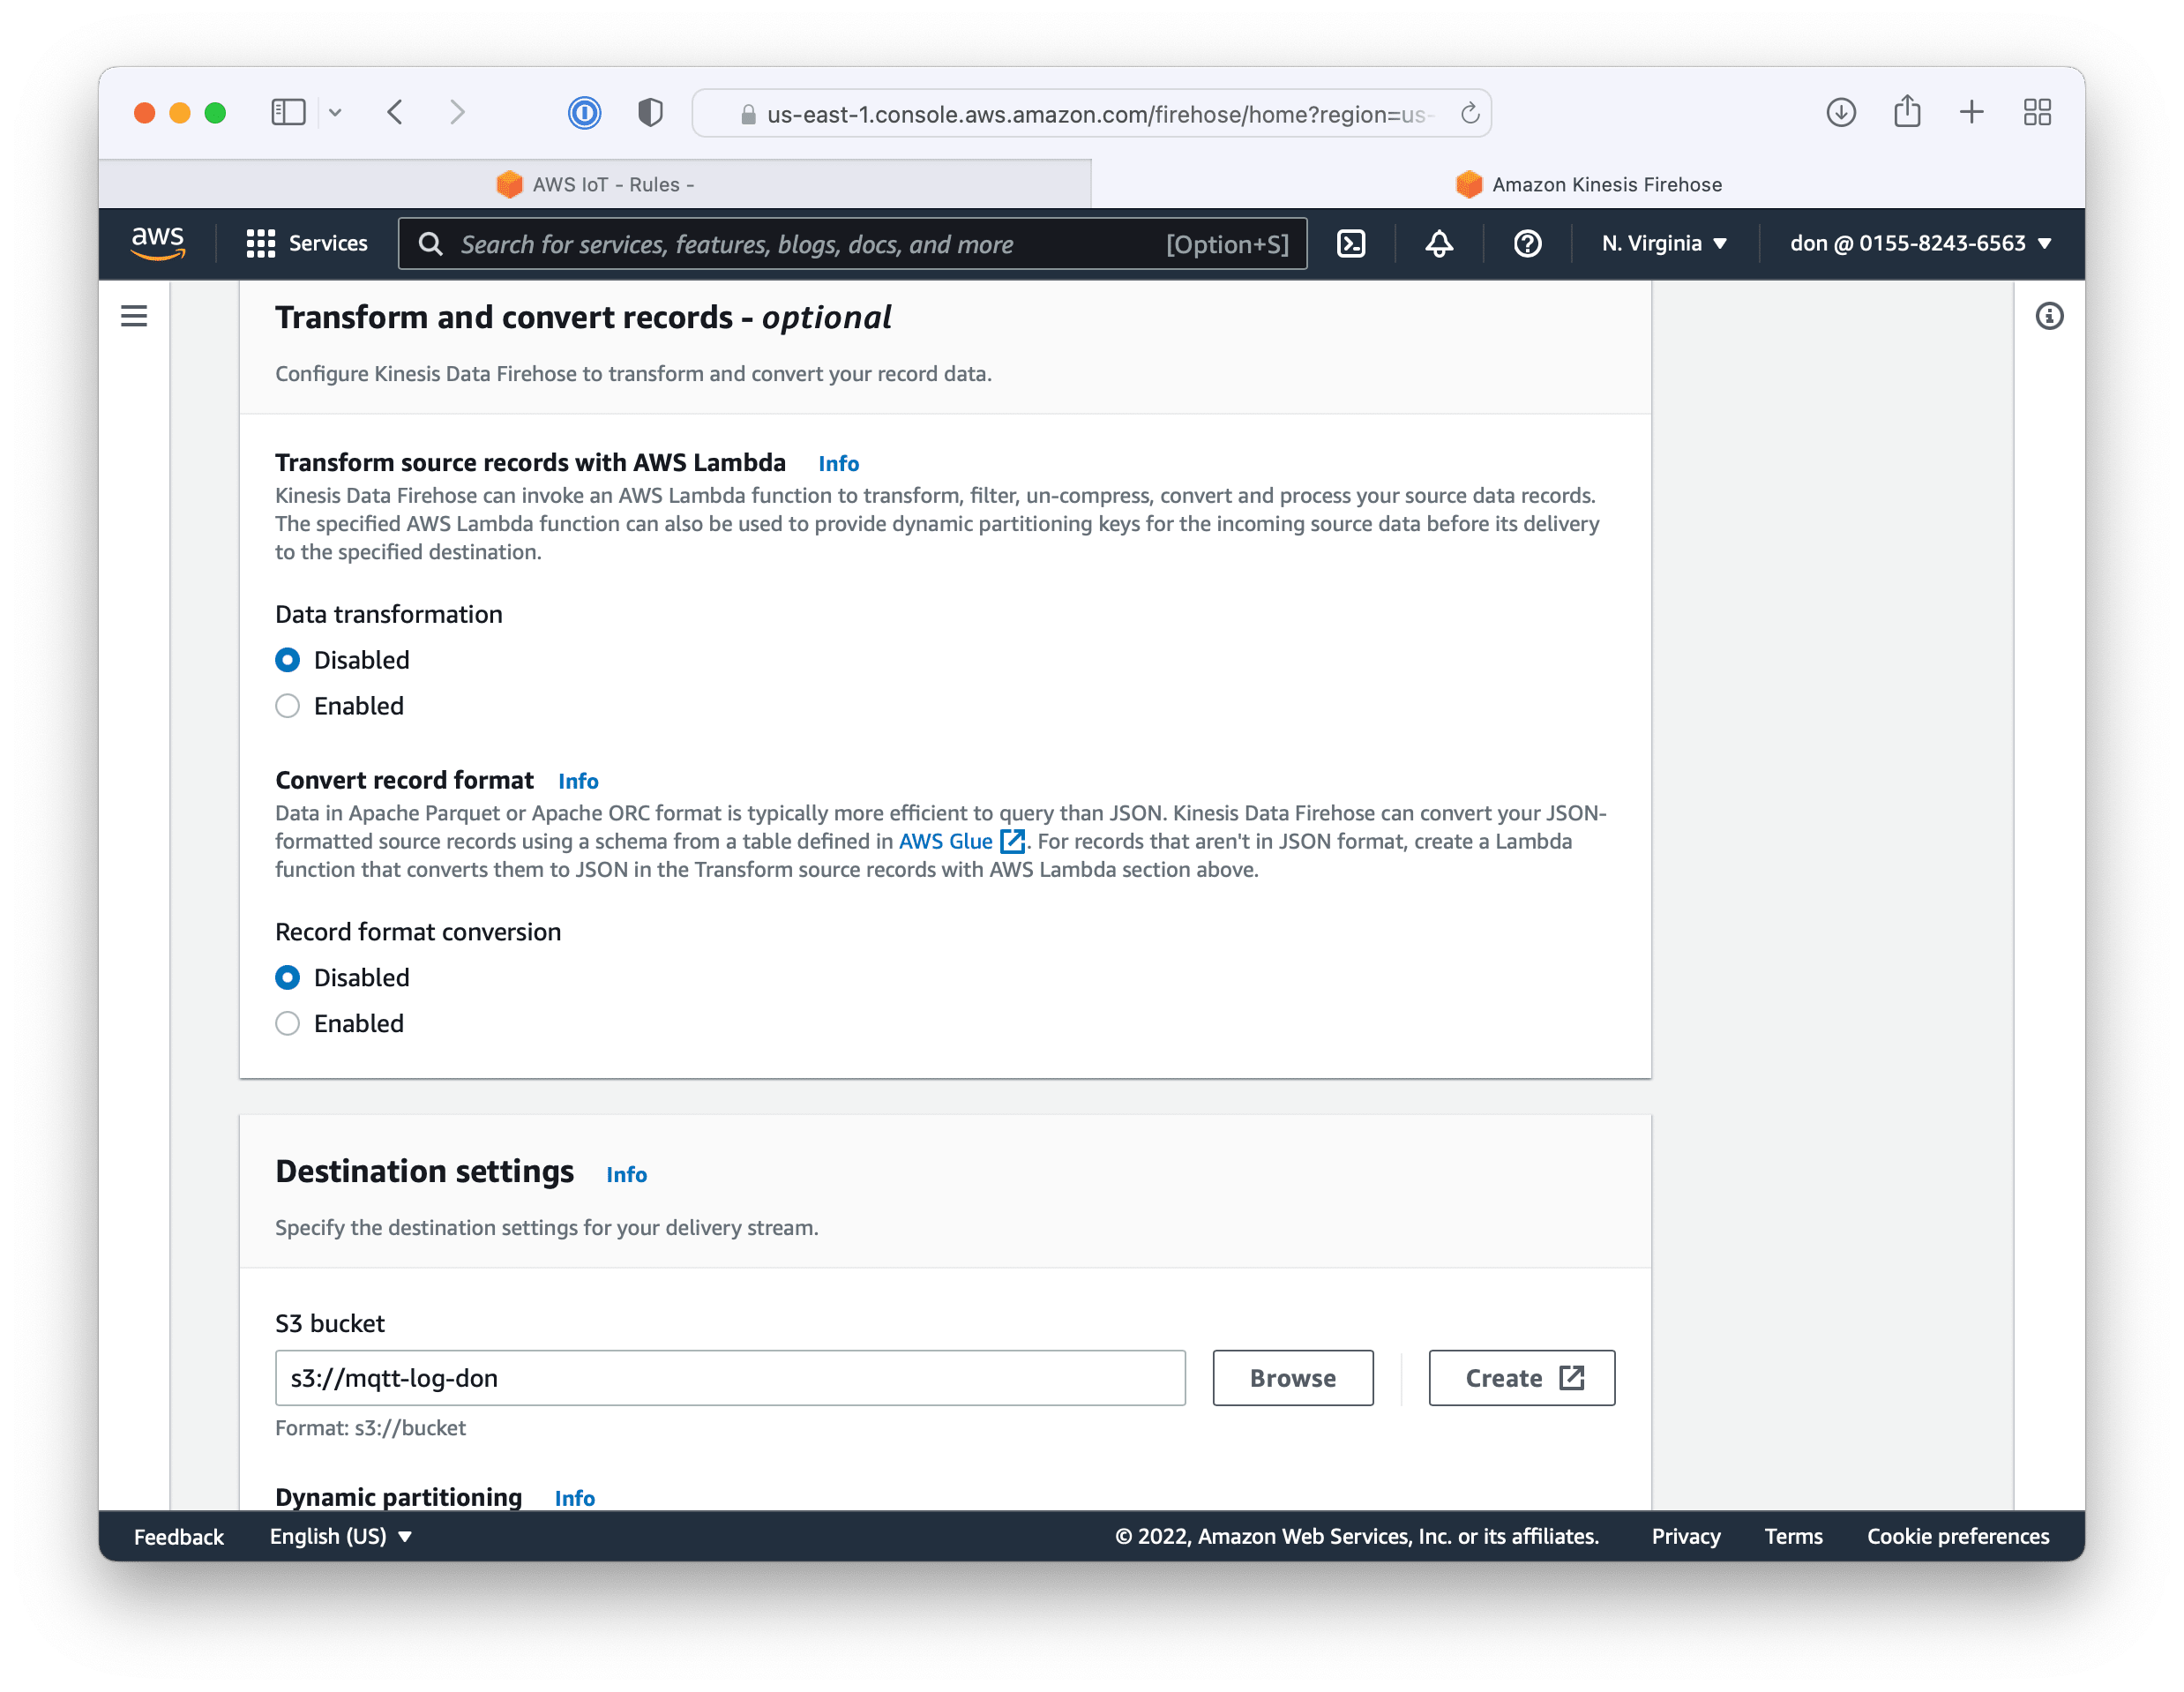 us-east-1.console.aws.amazon.com/firehose/home?region=us-
AWS IoT - Rules -
Amazon Kinesis Firehose
aws
Services
Search for services, features, blogs, docs, and more
[Option+S]
N. Virginia
don @ 0155-8243-6563
Transform and convert records - optional
Configure Kinesis Data Firehose to transform and convert your record data.
Transform source records with AWS Lambda Info
Kinesis Data Firehose can invoke an AWS Lambda function to transform, filter, un-compress, convert and process your source data records.
The specified AWS Lambda function can also be used to provide dynamic partitioning keys for the incoming source data before its delivery
to the specified destination.
Data transformation
Disabled
Enabled
Convert record format Info
Data in Apache Parquet or Apache ORC format is typically more efficient to query than JSON. Kinesis Data Firehose can convert your JSON-
formatted source records using a schema from a table defined in AWS Glue. For records that aren't in JSON format, create a Lambda
function that converts them to JSON in the Transform source records with AWS Lambda section above.
Record format conversion
Disabled
Enabled
Destination settings Info
Specify the destination settings for your delivery stream.
S3 bucket
s3://mqtt-log-don
Browse
Create
Format: s3://bucket
Dynamic partitioning Info
Feedback
English (US)
© 2022, Amazon Web Services, Inc. or its affiliates.
Privacy
Terms
Cookie preferences